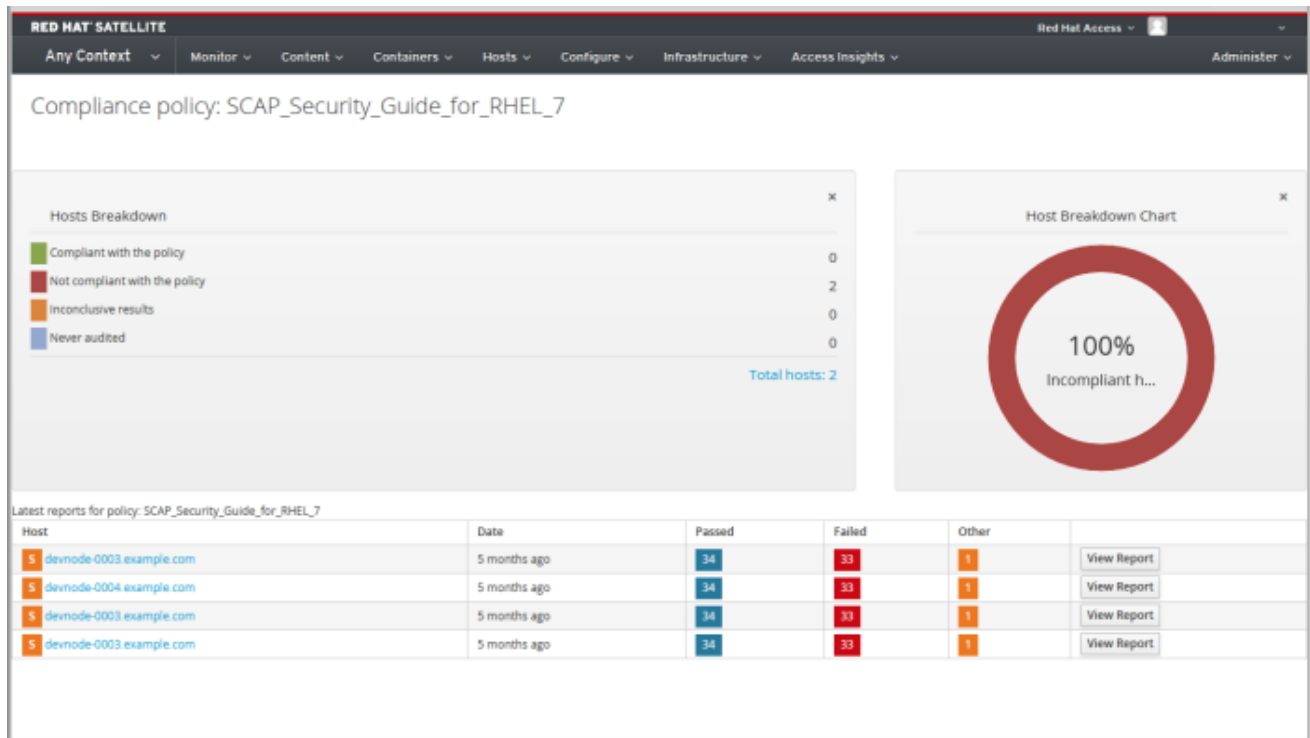 RED HAT SATELLITE
Red Hat Access
Any Context Monitor Content Containers Hosts Configure Infrastructure Access Insights Administer
Compliance policy: SCAP_Security_Guide_for_RHEL_7
Hosts Breakdown
Compliant with the policy 0
Not compliant with the policy 2
Inconclusive results 0
Never audited 0
Total hosts: 2
Host Breakdown Chart
100%
Incompliant h...
Latest reports for policy: SCAP_Security_Guide_for_RHEL_7
Host Date Passed Failed Other
S devnode-0003.example.com 5 months ago 34 33 1 View Report
S devnode-0004.example.com 5 months ago 34 33 1 View Report
S devnode-0003.example.com 5 months ago 34 33 1 View Report
S devnode-0003.example.com 5 months ago 34 33 1 View Report